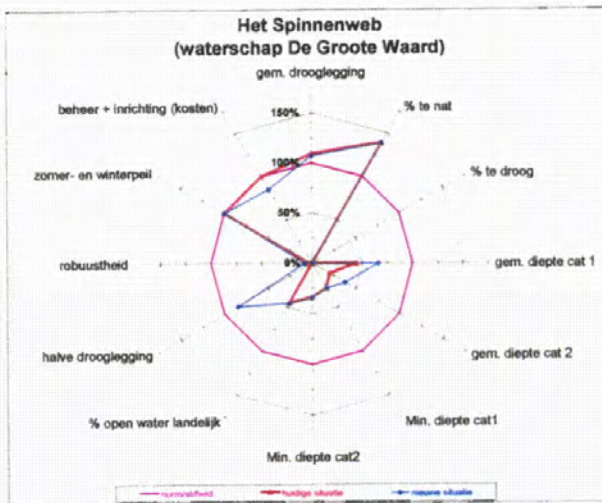 Het Spinnenweb
(waterschap De Groote Waard)
gem. drooglegging
beheer + inrichting (kosten)
% te nat
150%
zomer- en winterpeil
100%
% te droog
50%
robuustheid
0%
gem. diepte cat 1
halve drooglegging
gem. diepte cat 2
% open water landelijk
Min. diepte cat1
Min. diepte cat2
huidige situatie
nieuwe situatie